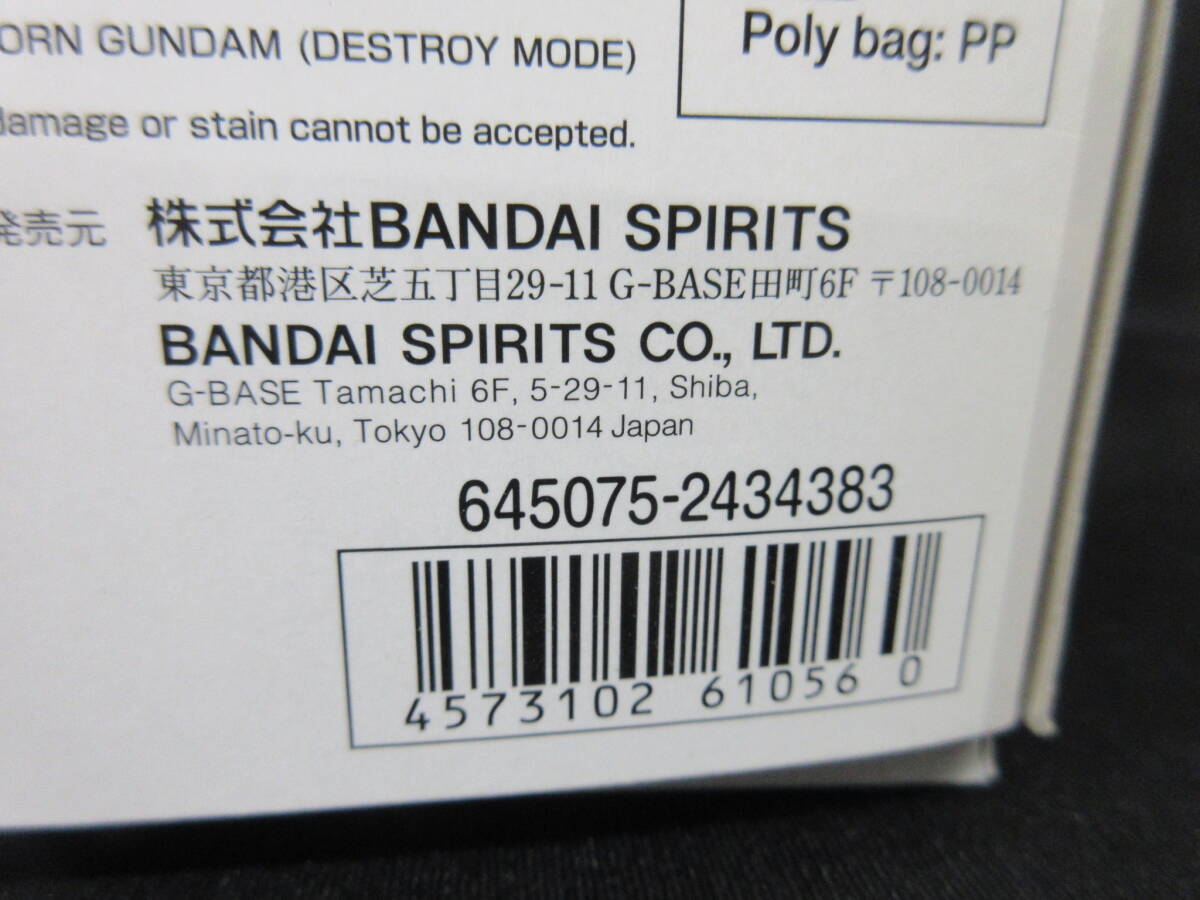 GUNDAM (DESTROY MODE)
Poly bag: PP
damage or stain cannot be accepted.
発売元 株式会社BANDAI SPIRITS
東京都港区芝五丁目29-11 G-BASE田町6F 〒108-0014
BANDAI SPIRITS CO., LTD.
G-BASE Tamachi 6F, 5-29-11, Shiba,
Minato-ku, Tokyo 108-0014 Japan
645075-2434383
4573102 61056 0